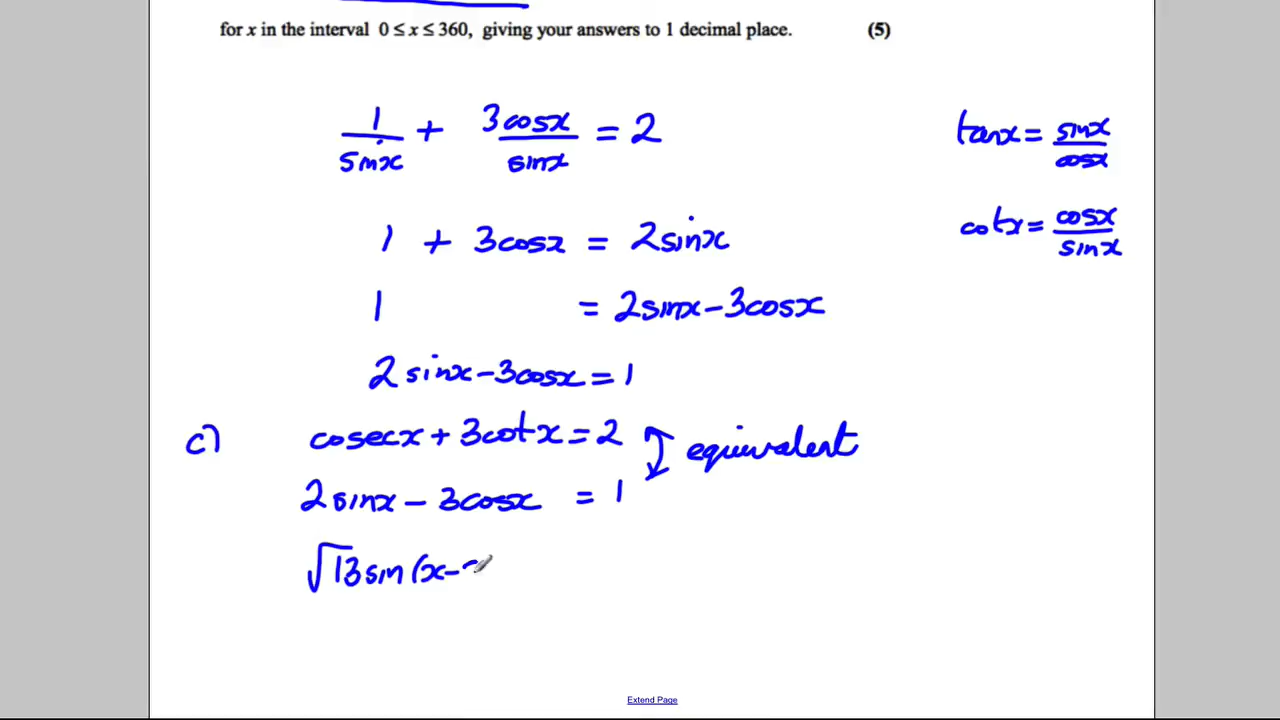 for x in the interval 0 ≤ x ≤ 360, giving your answers to 1 decimal place. (5)
1/sinx + 3cosx/sinx = 2
tanx = sinx/cosx
1 + 3cosx = 2sinx
cotx = cosx/sinx
1 = 2sinx - 3cosx
2sinx - 3cosx = 1
c) cosecx + 3cotx = 2
equivalent
2sinx - 3cosx = 1
√13sin(x-
Extend Page